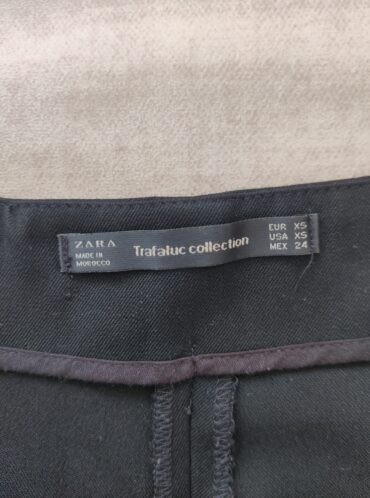 ZARA
MADE IN
MOROCCO
Trafaluc collection
EUR XS
USA XS
MEX 24